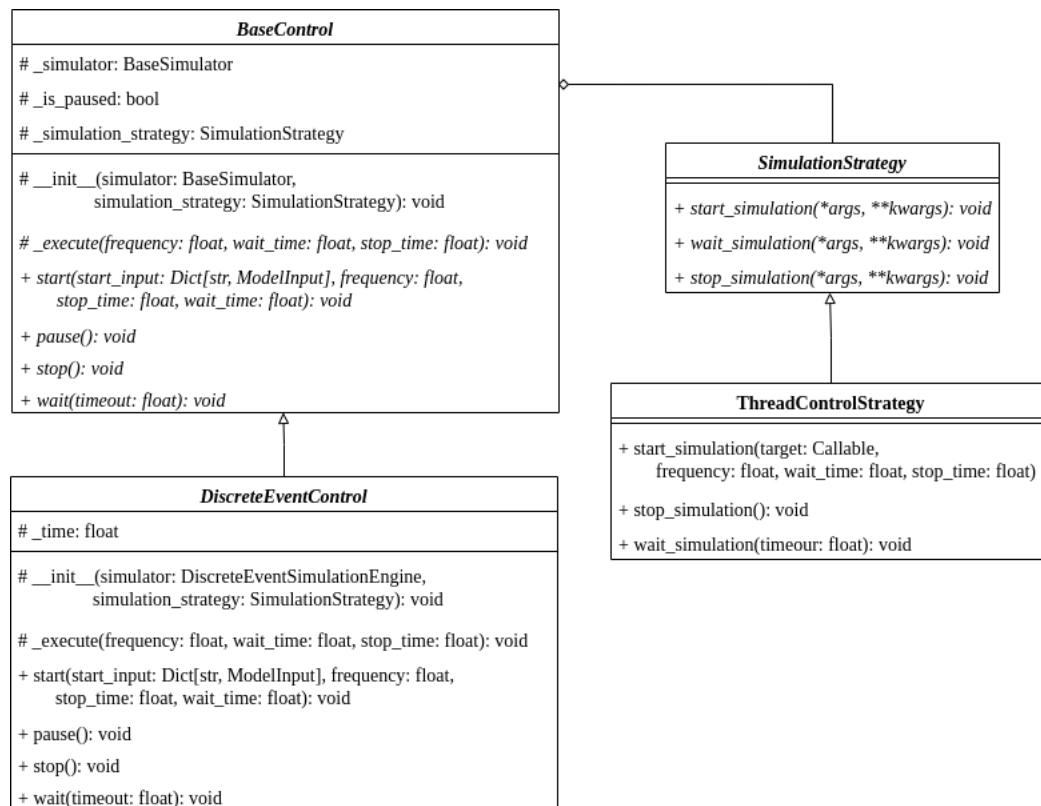 BaseControl
# _simulator: BaseSimulator
# _is_paused: bool
# _simulation_strategy: SimulationStrategy
# __init__(simulator: BaseSimulator,
simulation_strategy: SimulationStrategy): void
# _execute(frequency: float, wait_time: float, stop_time: float): void
+ start(start_input: Dict[str, ModelInput], frequency: float,
stop_time: float, wait_time: float): void
+ pause(): void
+ stop(): void
+ wait(timeout: float): void
SimulationStrategy
+ start_simulation(*args, **kwargs): void
+ wait_simulation(*args, **kwargs): void
+ stop_simulation(*args, **kwargs): void
ThreadControlStrategy
+ start_simulation(target: Callable,
frequency: float, wait_time: float, stop_time: float)
+ stop_simulation(): void
+ wait_simulation(timeour: float): void
DiscreteEventControl
# _time: float
# __init__(simulator: DiscreteEventSimulationEngine,
simulation_strategy: SimulationStrategy): void
# _execute(frequency: float, wait_time: float, stop_time: float): void
+ start(start_input: Dict[str, ModelInput], frequency: float,
stop_time: float, wait_time: float): void
+ pause(): void
+ stop(): void
+ wait(timeout: float): void